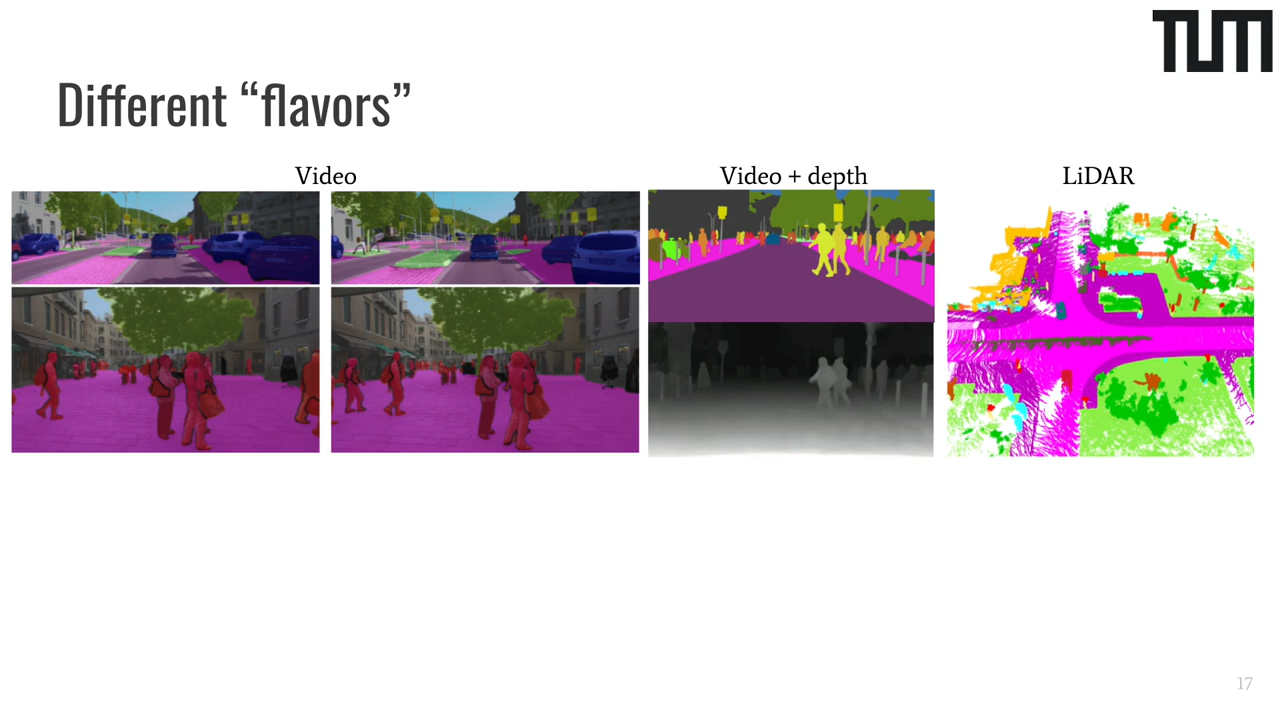 TUM
Different “flavors”
Video
Video + depth
LiDAR
17